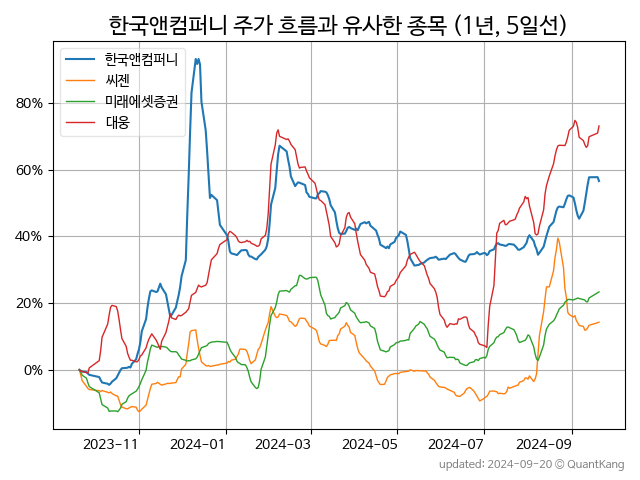 한국앤컴퍼니 주가 흐름과 유사한 종목 (1년, 5일선)
한국앤컴퍼니
씨젠
미래에셋증권
대웅
80%
60%
40%
20%
0%
2023-11
2024-01
2024-03
2024-05
2024-07
2024-09
updated: 2024-09-20 © QuantKang